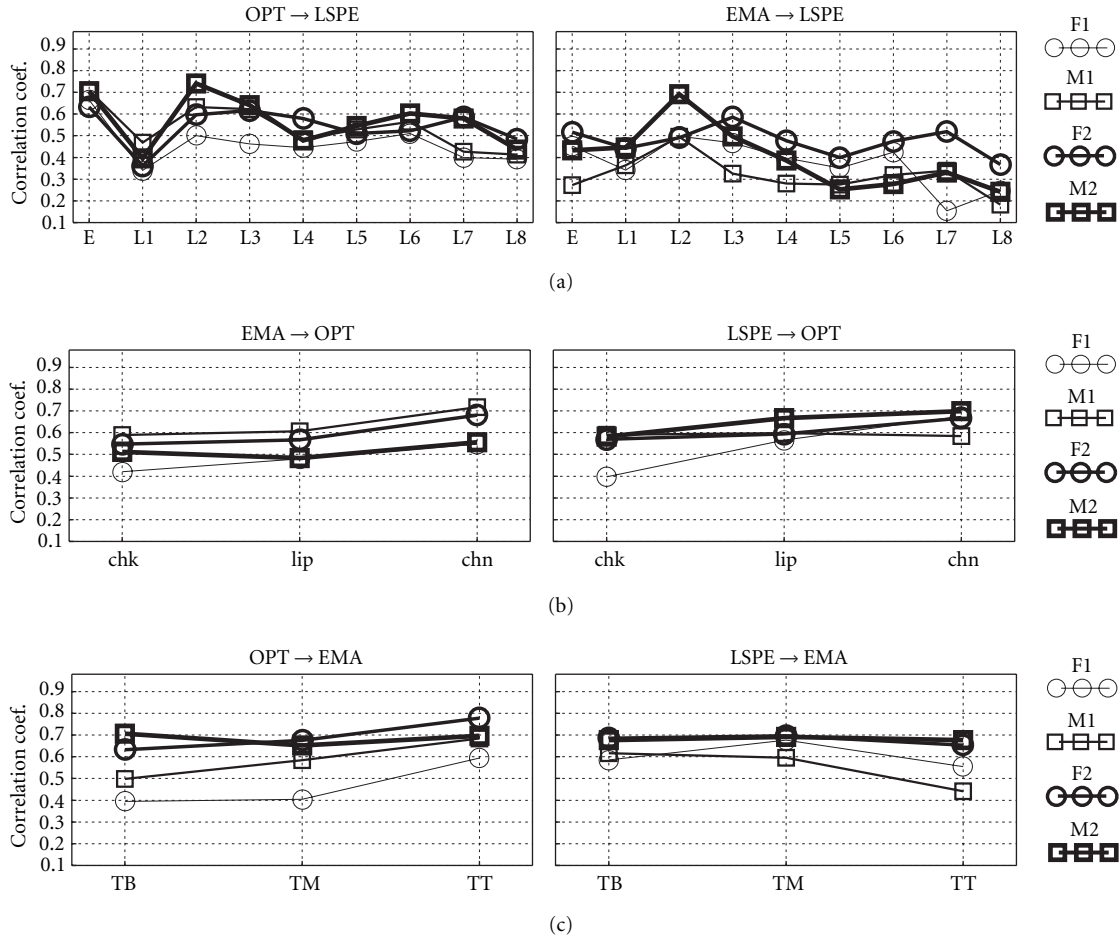 OPT → LSPE
EMA → LSPE
Correlation coef.
0.9
0.8
0.7
0.6
0.5
0.4
0.3
0.2
0.1
E L1 L2 L3 L4 L5 L6 L7 L8
E L1 L2 L3 L4 L5 L6 L7 L8
F1
M1
F2
M2
(a)
EMA → OPT
LSPE → OPT
Correlation coef.
0.9
0.8
0.7
0.6
0.5
0.4
0.3
0.2
0.1
chk lip chn
chk lip chn
F1
M1
F2
M2
(b)
OPT → EMA
LSPE → EMA
Correlation coef.
0.9
0.8
0.7
0.6
0.5
0.4
0.3
0.2
0.1
TB TM TT
TB TM TT
F1
M1
F2
M2
(c)